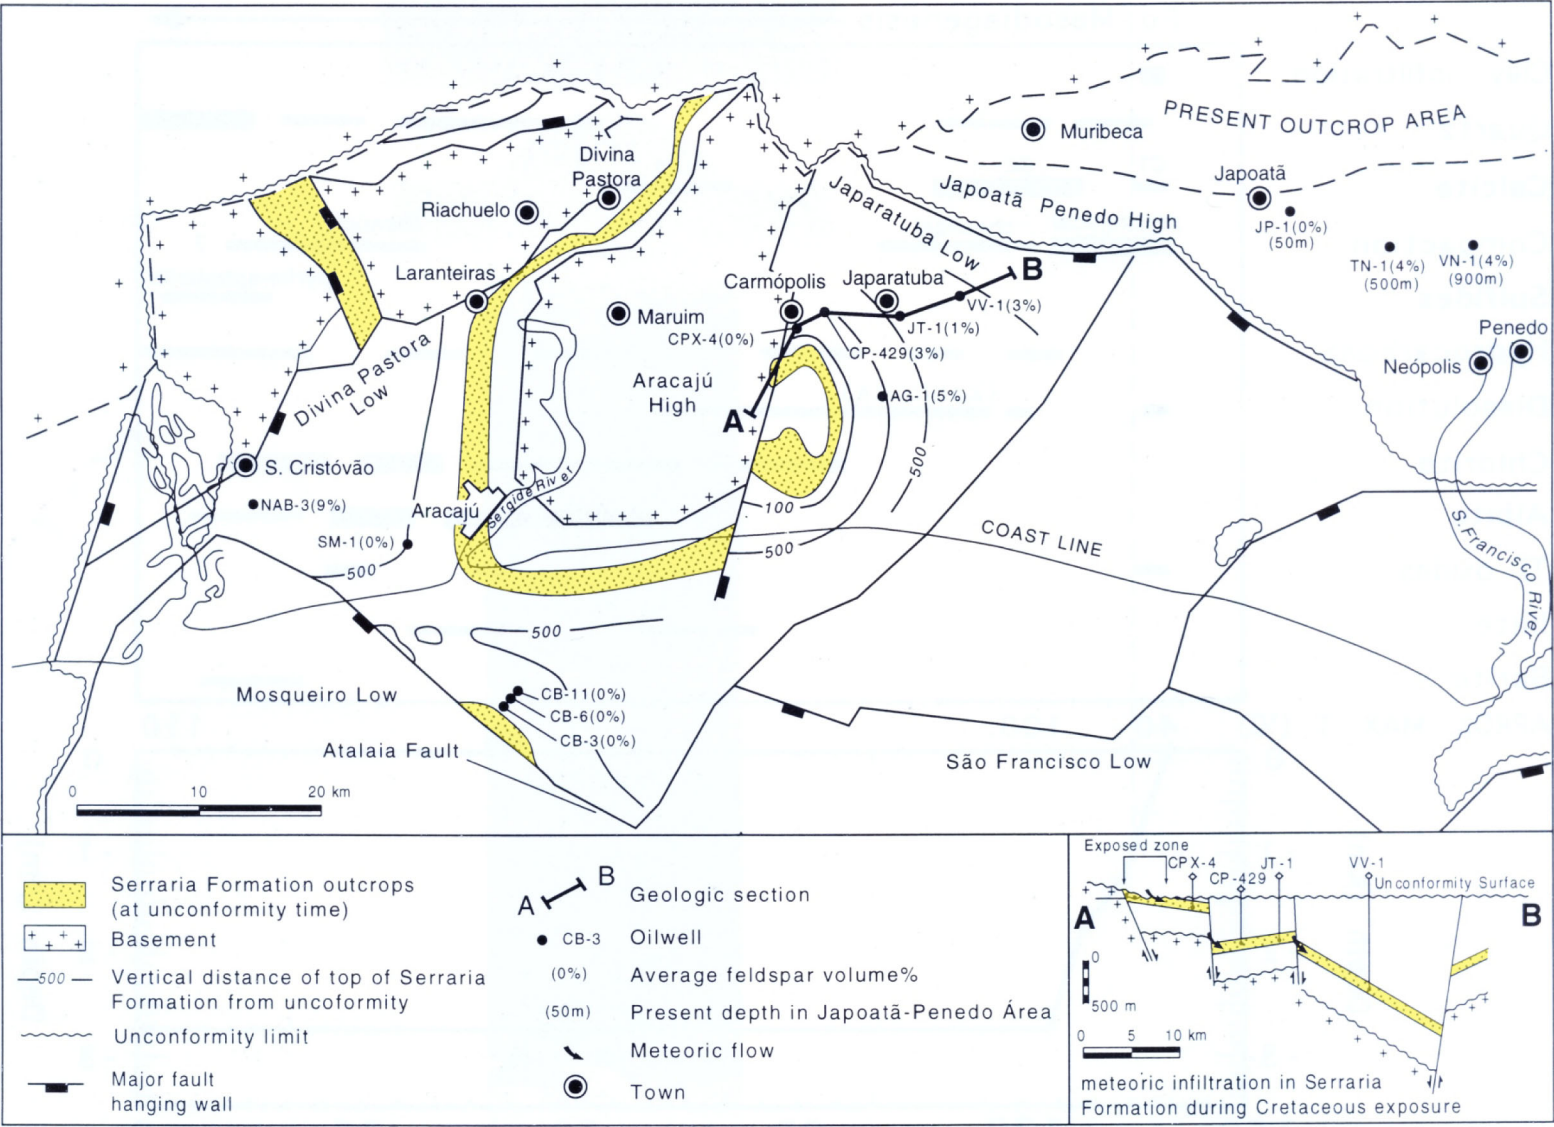 PRESENT OUTCROP AREA
Muribeca
Divina
Pastora
Japoatã
Riachuelo
Japaratuba Low
Japoatã Penedo High
JP-1(0%)
(50m)
TN-1(4%)
(500m)
VN-1(4%)
(900m)
Laranteiras
Carmópolis
Japaratuba
B
VV-1(3%)
Maruim
CPX-4(0%)
JT-1(1%)
CP-429(3%)
Penedo
Neópolis
Divina Pastora
Low
Aracajú
High
AG-1(5%)
A
S. Cristóvão
500
NAB-3(9%)
Aracajú
Sergide River
100
SM-1(0%)
500
500
COAST LINE
S. Francisco River
500
Mosqueiro Low
CB-11(0%)
CB-6(0%)
CB-3(0%)
Atalaia Fault
São Francisco Low
0 10 20 km
Serraria Formation outcrops
(at unconformity time)
Basement
500 Vertical distance of top of Serraria
Formation from uncoformity
Unconformity limit
Major fault
hanging wall
A B Geologic section
CB-3 Oilwell
(0%) Average feldspar volume%
(50m) Present depth in Japoatã-Penedo Área
Meteoric flow
Town
Exposed zone
CPX-4 JT-1 VV-1
CP-429
Unconformity Surface
A B
0
500 m
0 5 10 km
meteoric infiltration in Serraria
Formation during Cretaceous exposure